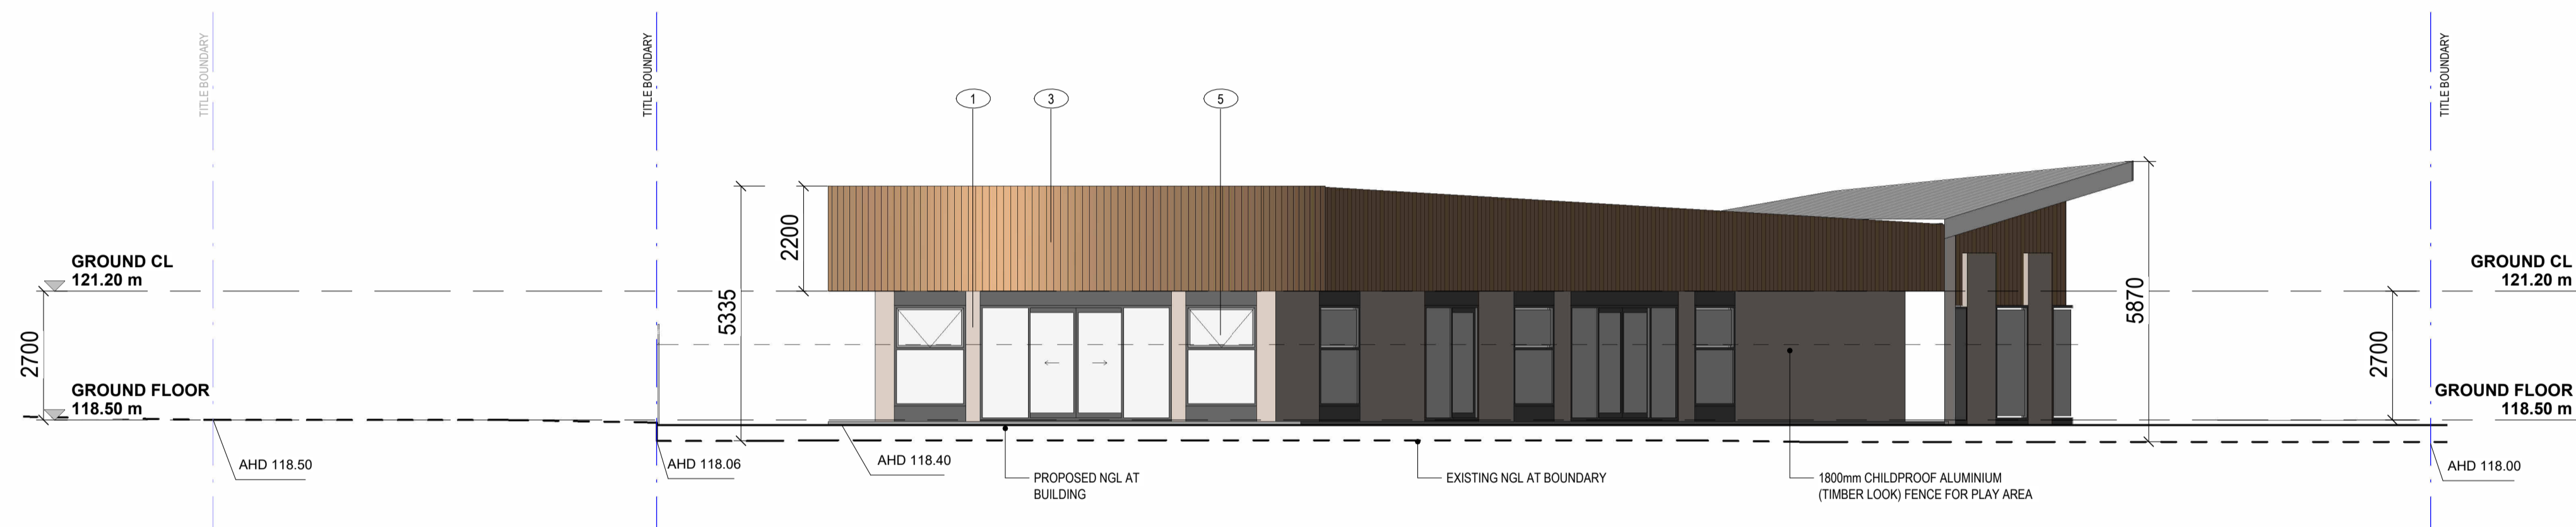 TITLE BOUNDARY
TITLE BOUNDARY
TITLE BOUNDARY
1
3
5
2200
53335
5870
GROUND CL
121.20 m
GROUND CL
121.20 m
2700
2700
GROUND FLOOR
118.50 m
GROUND FLOOR
118.50 m
AHD 118.50
AHD 118.06
AHD 118.40
PROPOSED NGL AT
BUILDING
EXISTING NGL AT BOUNDARY
1800mm CHILDPROOF ALUMINIUM
(TIMBER LOOK) FENCE FOR PLAY AREA
AHD 118.00